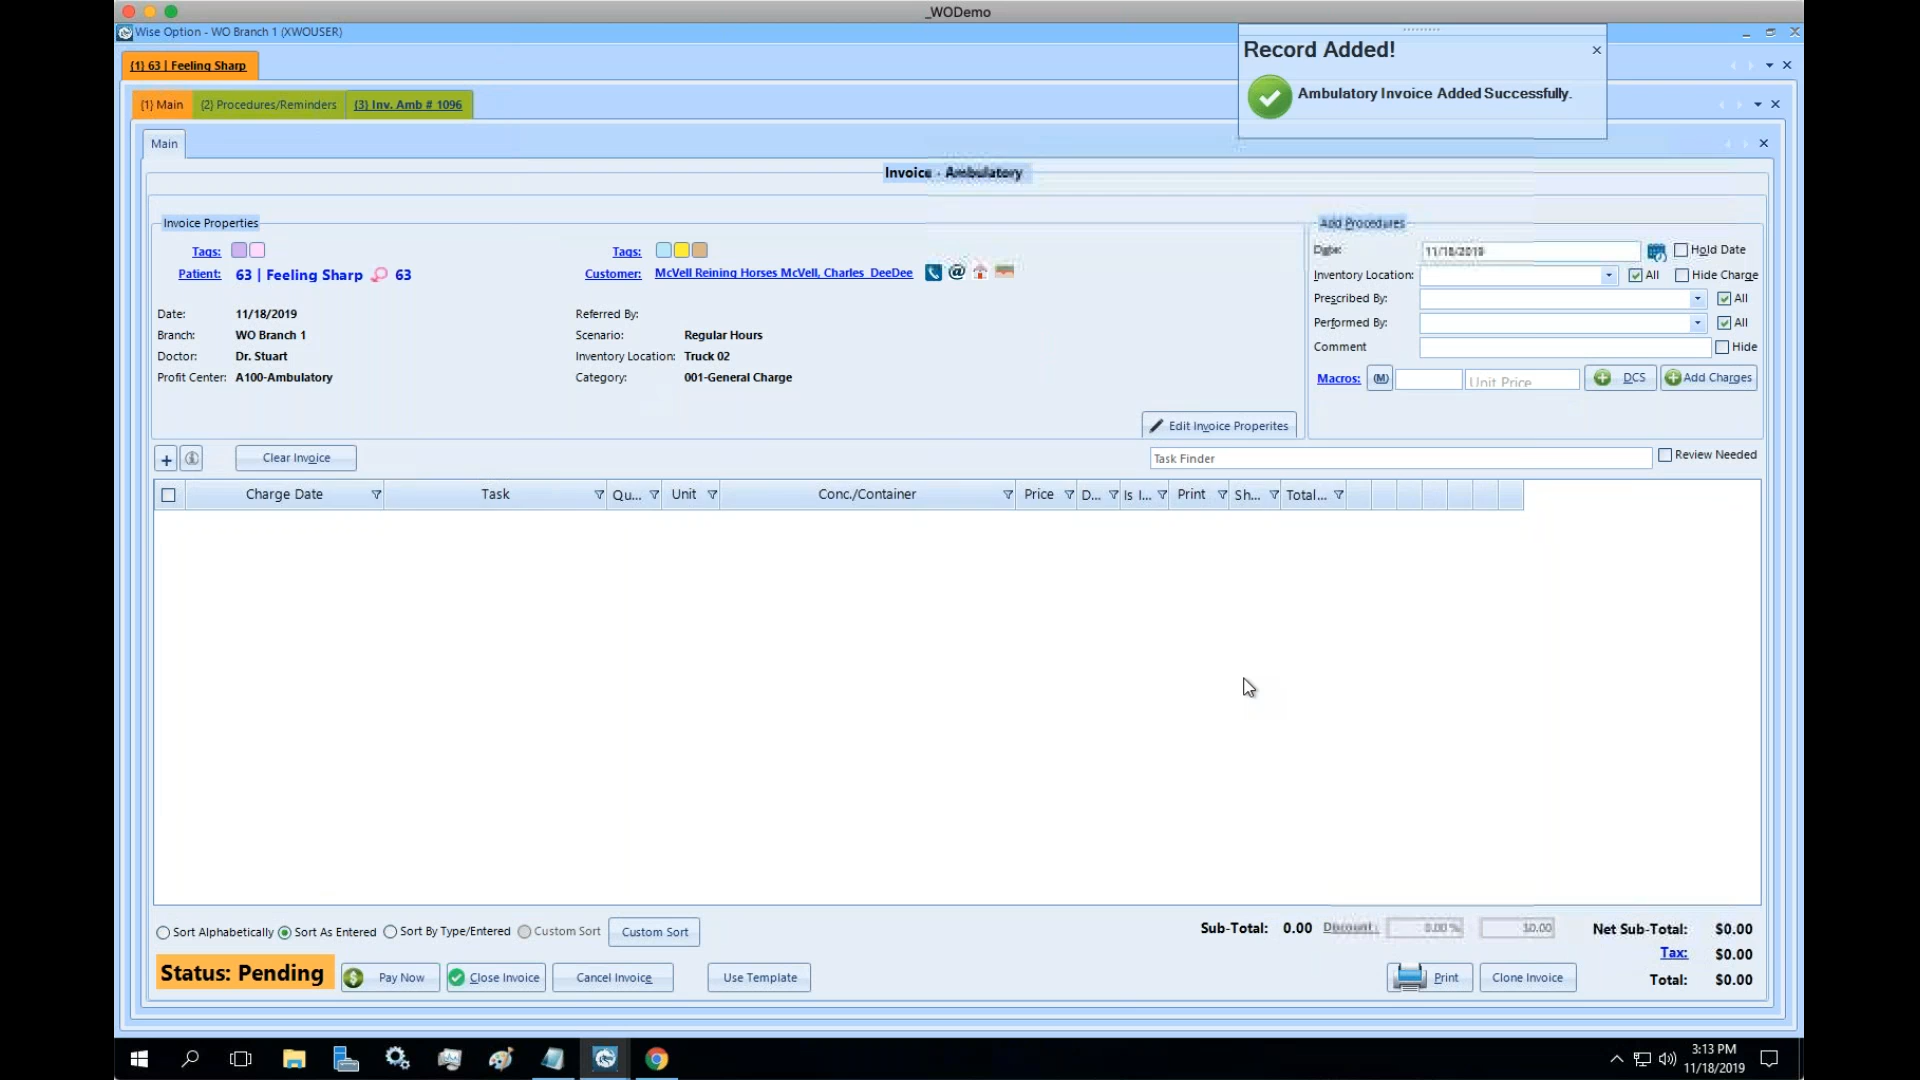 _WODemo
Wise Option - WO Branch 1 (XWOUSER)
Record Added!
Ambulatory Invoice Added Successfully.
{1} 63 | Feeling Sharp
{1} Main
{2} Procedures/Reminders
{3} Inv. Amb # 1096
Main
Invoice - Ambulatory
Invoice Properties
Add Procedures
Tags:
Tags:
Date:
11/18/2019
Hold Date
Patient:
63 | Feeling Sharp
63
Customer:
McVell Reining Horses McVell, Charles DeeDee
Inventory Location:
All
Hide Charge
Prescribed By:
All
Date:
11/18/2019
Referred By:
Performed By:
All
Branch:
WO Branch 1
Scenario:
Regular Hours
Comment
Hide
Doctor:
Dr. Stuart
Inventory Location:
Truck 02
Profit Center:
A100-Ambulatory
Category:
001-General Charge
Macros:
(M)
Unit Price
DCS
Add Charges
Edit Invoice Properites
+
Clear Invoice
Task Finder
Review Needed
Charge Date
Task
Qu...
Unit
Conc./Container
Price
D...
Is I...
Print
Sh...
Total...
Sort Alphabetically
Sort As Entered
Sort By Type/Entered
Custom Sort
Custom Sort
Sub-Total:
0.00
Discount:
0.00 %
$0.00
Net Sub-Total:
$0.00
Tax:
$0.00
Total:
$0.00
Status: Pending
Pay Now
Close Invoice
Cancel Invoice
Use Template
Print
Clone Invoice
3:13 PM
11/18/2019